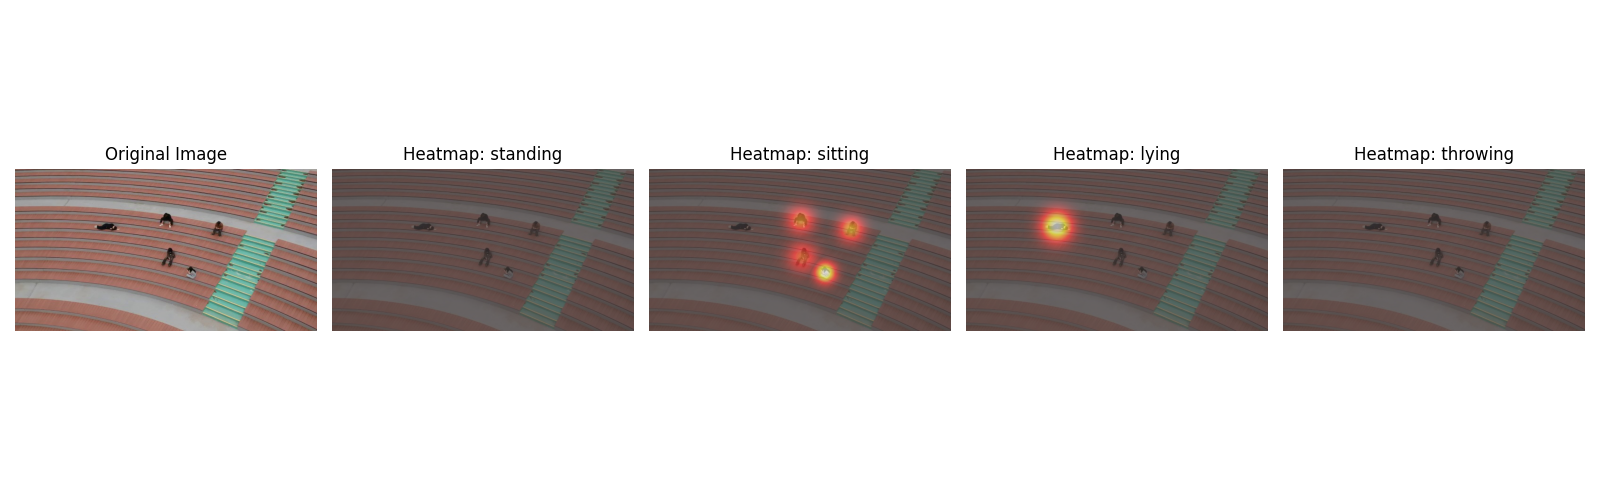 Original Image
Heatmap: standing
Heatmap: sitting
Heatmap: lying
Heatmap: throwing